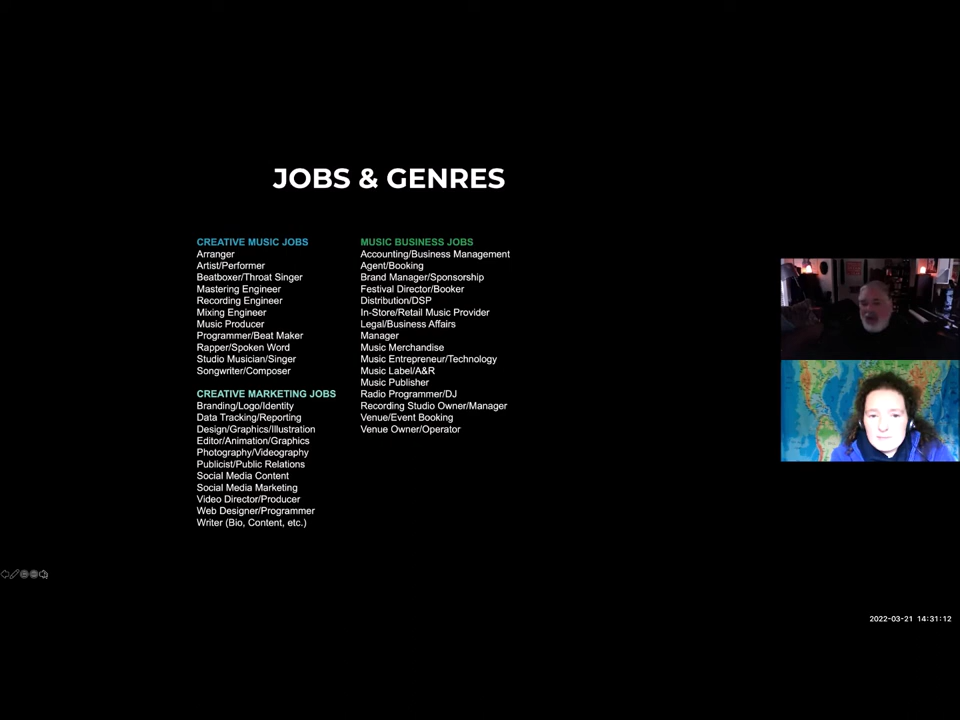 JOBS & GENRES
CREATIVE MUSIC JOBS
Arranger
Artist/Performer
Beatboxer/Throat Singer
Mastering Engineer
Recording Engineer
Mixing Engineer
Music Producer
Programmer/Beat Maker
Rapper/Spoken Word
Studio Musician/Singer
Songwriter/Composer
CREATIVE MARKETING JOBS
Branding/Logo/Identity
Data Tracking/Reporting
Design/Graphics/Illustration
Editor/Animation/Graphics
Photography/Videography
Publicist/Public Relations
Social Media Content
Social Media Marketing
Video Director/Producer
Web Designer/Programmer
Writer (Bio, Content, etc.)
MUSIC BUSINESS JOBS
Accounting/Business Management
Agent/Booking
Brand Manager/Sponsorship
Festival Director/Booker
Distribution/DSP
In-Store/Retail Music Provider
Legal/Business Affairs
Manager
Music Merchandise
Music Entrepreneur/Technology
Music Label/A&R
Music Publisher
Radio Programmer/DJ
Recording Studio Owner/Manager
Venue/Event Booking
Venue Owner/Operator
2022-03-21 14:31:12